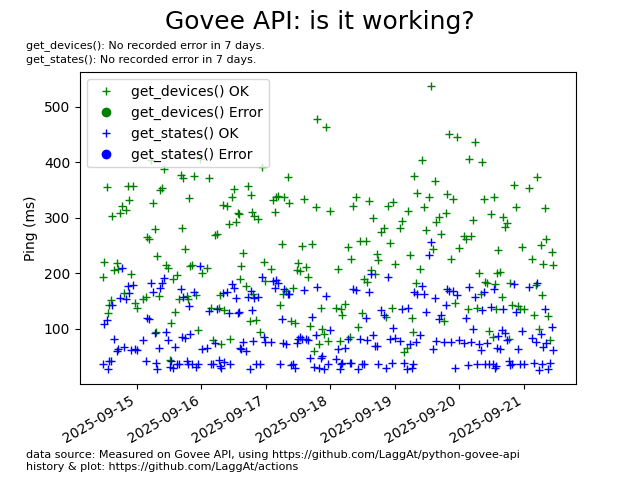 Govee API: is it working?
get_devices(): No recorded error in 7 days.
get_states(): No recorded error in 7 days.
get_devices() OK
get_devices() Error
get_states() OK
get_states() Error
Ping (ms)
500
400
300
200
100
2025-09-15
2025-09-16
2025-09-17
2025-09-18
2025-09-19
2025-09-20
2025-09-21
data source: Measured on Govee API, using https://github.com/LaggAt/python-govee-api
history & plot: https://github.com/LaggAt/actions